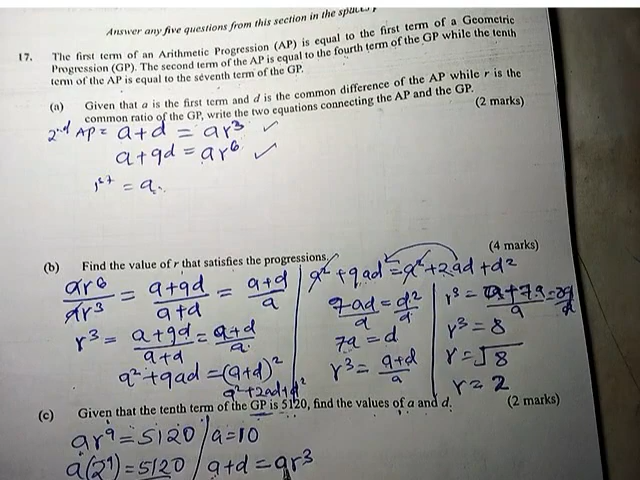 Answer any five questions from this section in the
17. The first term of an Arithmetic Progression (AP) is equal to the first term of a Geometric
Progression (GP). The second term of the AP is equal to the fourth term of the GP while the tenth
term of the AP is equal to the seventh term of the GP.
(a) Given that a is the first term and d is the common difference of the AP while r is the
common ratio of the GP, write the two equations connecting the AP and the GP.
(2 marks)
2nd AP = a+d = ar³ ✓
a+9d = ar⁶ ✓
1st = a.
(4 marks)
(b) Find the value of r that satisfies the progressions.
ar⁶/ar³ = a+9d/a+d = a+d/a
r³ = a+9d/a+d = a+d/a
a²+9ad = (a+d)²
a²+2ad+d²
a²+9ad = a²+2ad+d²
7ad/a = d²/d
7a = d
r³ = a+d/a
r³ = a+7a/a = 8a/a
r³ = 8
r = √8
r = 2
(c) Given that the tenth term of the GP is 5120, find the values of a and d.
(2 marks)
ar⁹ = 5120
a(2⁹) = 5120
a = 10
a+d = ar³